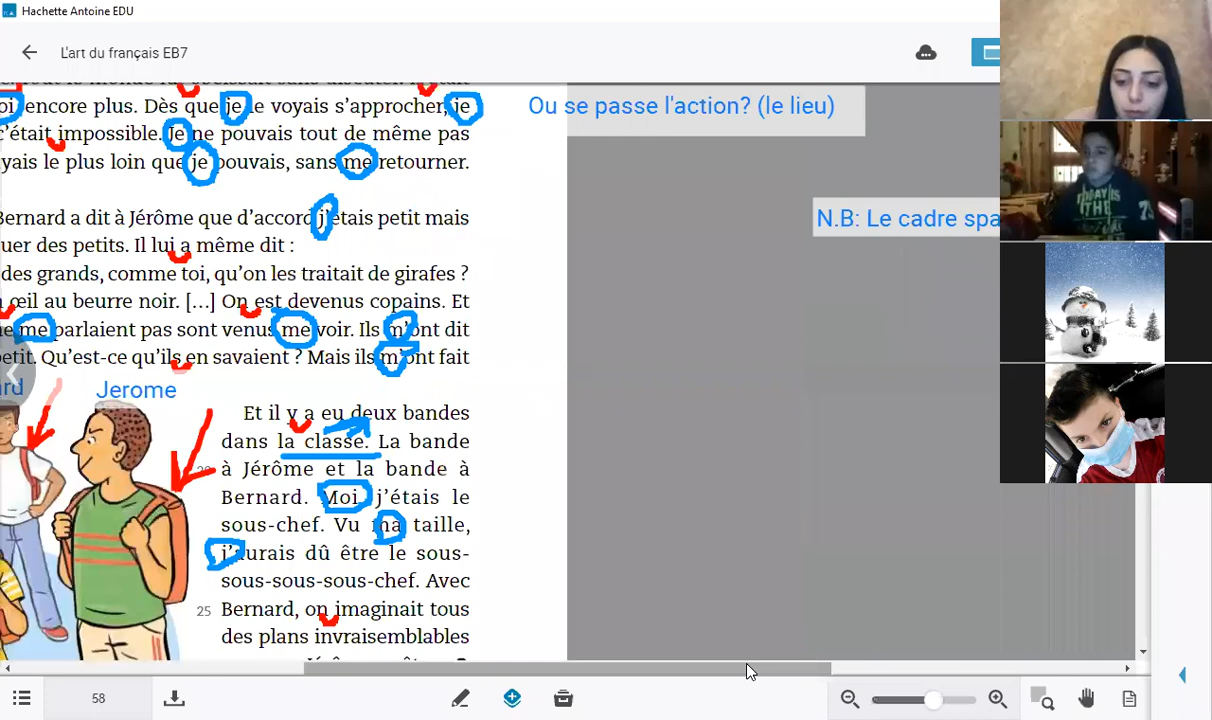 Hachette Antoine EDU
L'art du français EB7
encore plus. Dès que je le voyais s'approcher, je
c'était impossible. Je ne pouvais tout de même pas
yais le plus loin que je pouvais, sans me retourner.
Ou se passe l'action? (le lieu)
Bernard a dit à Jérôme que d'accord j'étais petit mais
uer des petits. Il lui a même dit :
des grands, comme toi, qu'on les traitait de girafes ?
œil au beurre noir. [...] On est devenus copains. Et
me parlaient pas sont venus me voir. Ils m'ont dit
petit. Qu'est-ce qu'ils en savaient ? Mais ils m'ont fait
N.B: Le cadre spa
ard
Jerome
Et il y a eu deux bandes
dans la classe. La bande
à Jérôme et la bande à
Bernard. Moi, j'étais le
sous-chef. Vu ma taille,
j'aurais dû être le sous-
sous-sous-sous-chef. Avec
25 Bernard, on imaginait tous
des plans invraisemblables
TODAY IS
THE
58